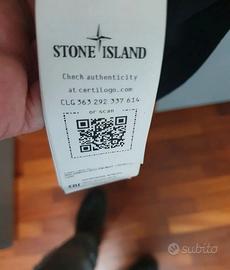 STONE ISLAND
Check authenticity
at certilogo.com
CLG 363 292 337 614
or scan
subito